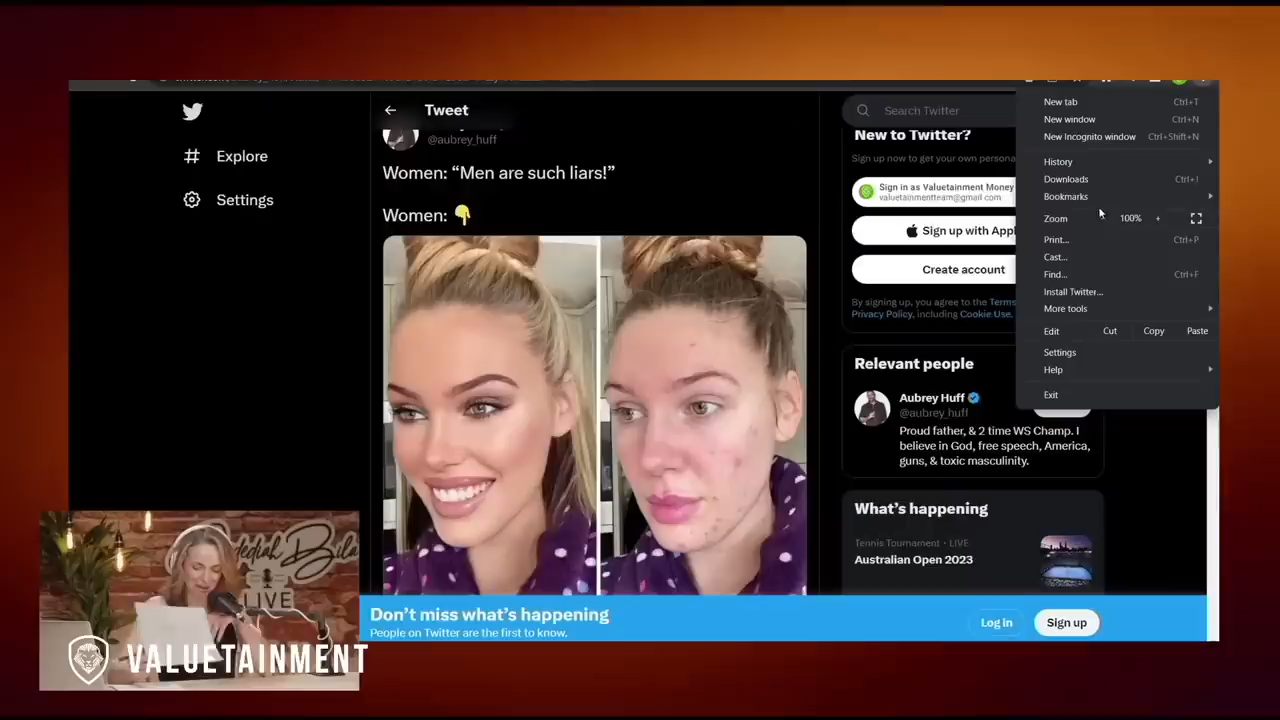 Tweet
@aubrey_huff
Women: “Men are such liars!”
Women: 👇
Explore
Settings
Search Twitter
New to Twitter?
Sign up now to get your own persona
Sign in as Valuetainment Money
valuetainmentteam@gmail.com
Sign up with Appl
Create account
By signing up, you agree to the Terms
Privacy Policy, including Cookie Use.
Relevant people
Aubrey Huff
@aubrey_huff
Proud father, & 2 time WS Champ. I
believe in God, free speech, America,
guns, & toxic masculinity.
What’s happening
Tennis Tournament · LIVE
Australian Open 2023
New tab Ctrl+T
New window Ctrl+N
New Incognito window Ctrl+Shift+N
History
Downloads Ctrl+J
Bookmarks
Zoom 100% +
Print... Ctrl+P
Cast...
Find... Ctrl+F
Install Twitter...
More tools
Edit Cut Copy Paste
Settings
Help
Exit
Don’t miss what’s happening
People on Twitter are the first to know.
Log in
Sign up
dediah Bila
LIVE
VALUETAINMENT